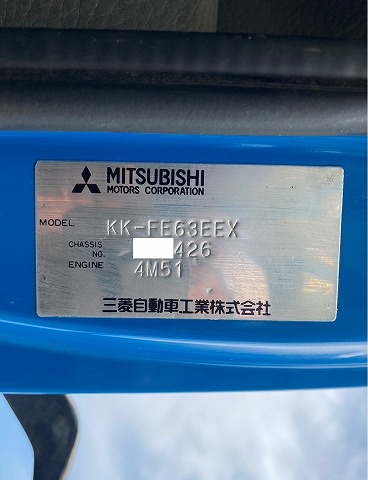 MITSUBISHI
MOTORS CORPORATION
MODEL KK-FE63EEX
CHASSIS NO. 426
ENGINE 4M51
三菱自動車工業株式会社